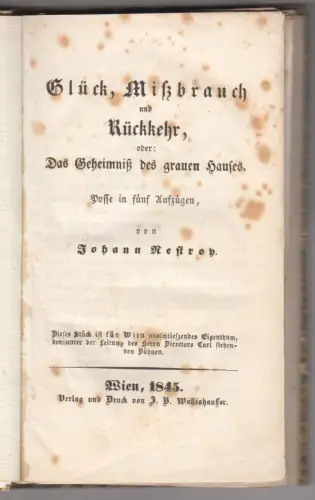 Glück, Mißbrauch
und
Rückkehr,
oder:
Das Geheimniß des grauen Hauses.
Posse in fünf Aufzügen,
von
Johann Nestroy.
Dieses Stück ist für Wien ausschließendes Eigenthum,
den unter der Leitung des Herrn Directors Carl stehen-
den Bühnen.
Wien, 1845.
Verlag und Druck von J. B. Wallishausser.